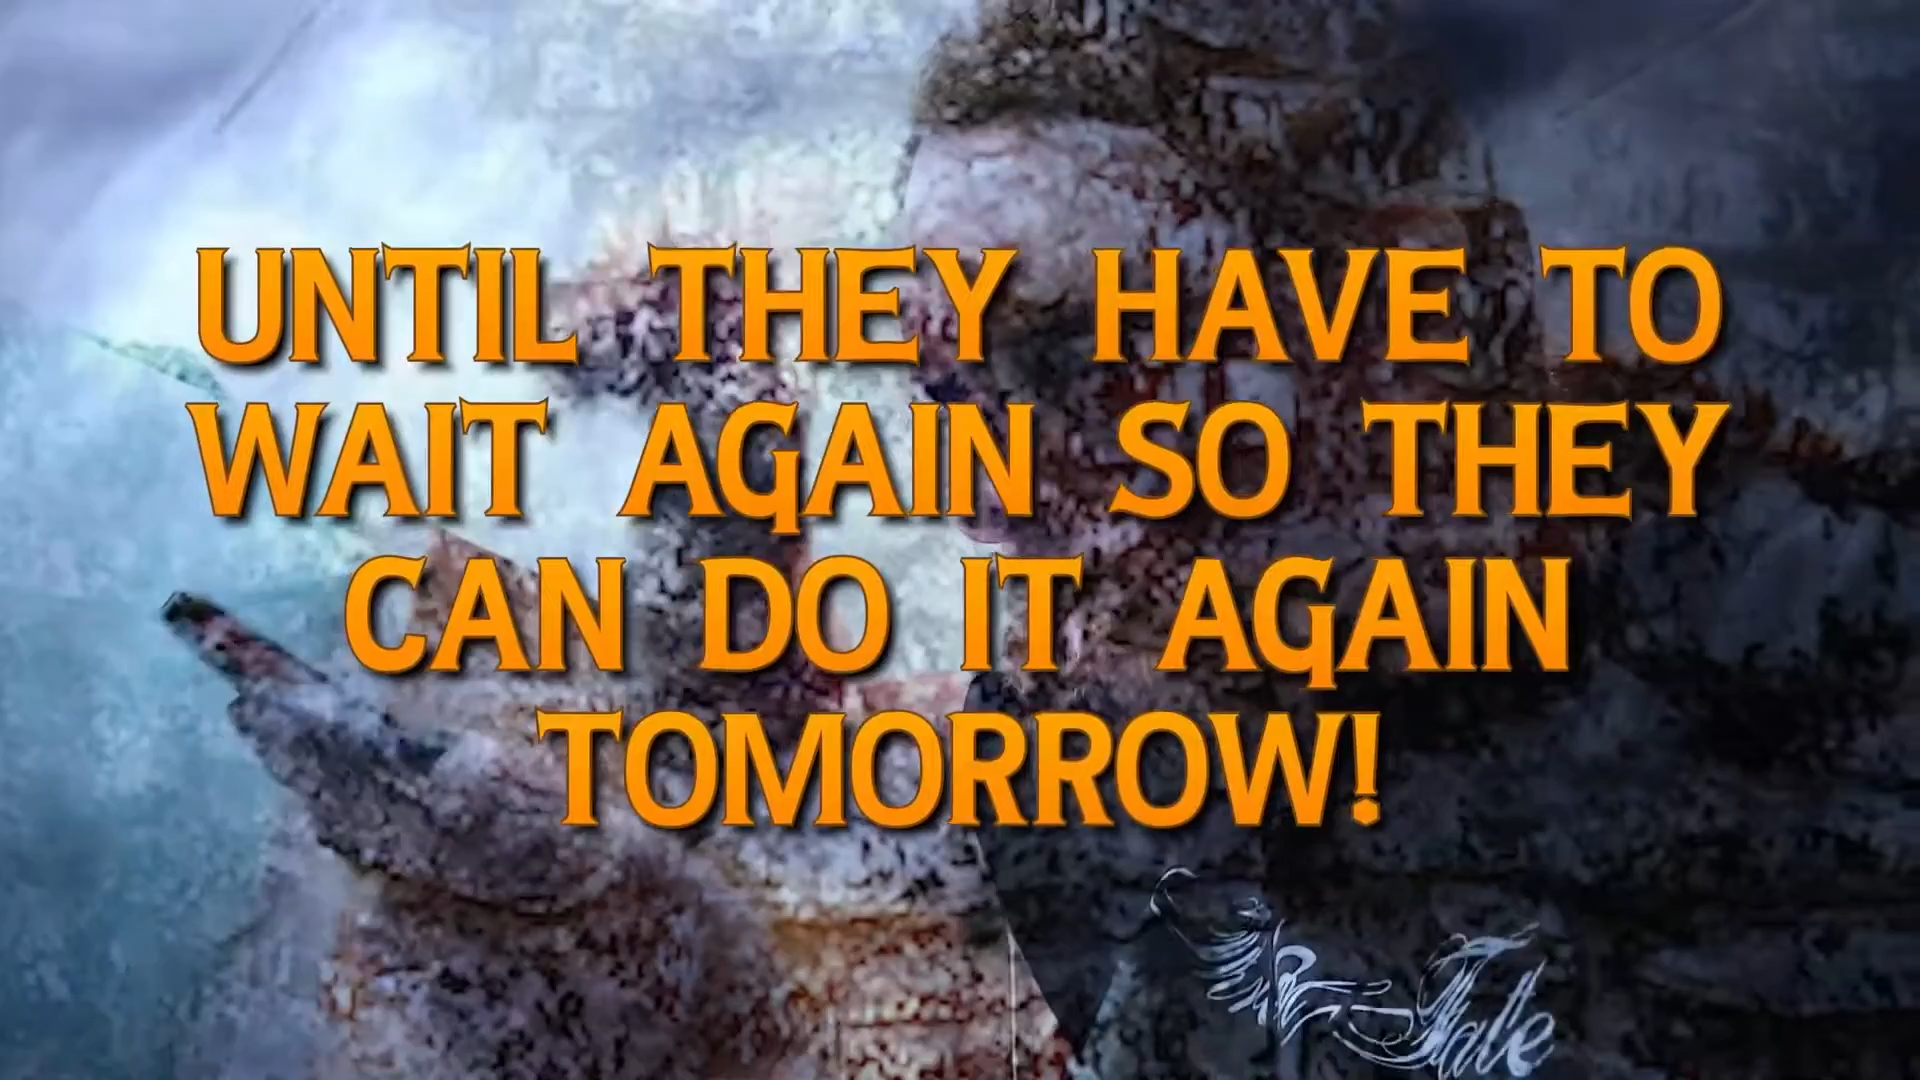 UNTIL THEY HAVE TO
WAIT AGAIN SO THEY
CAN DO IT AGAIN
TOMORROW!